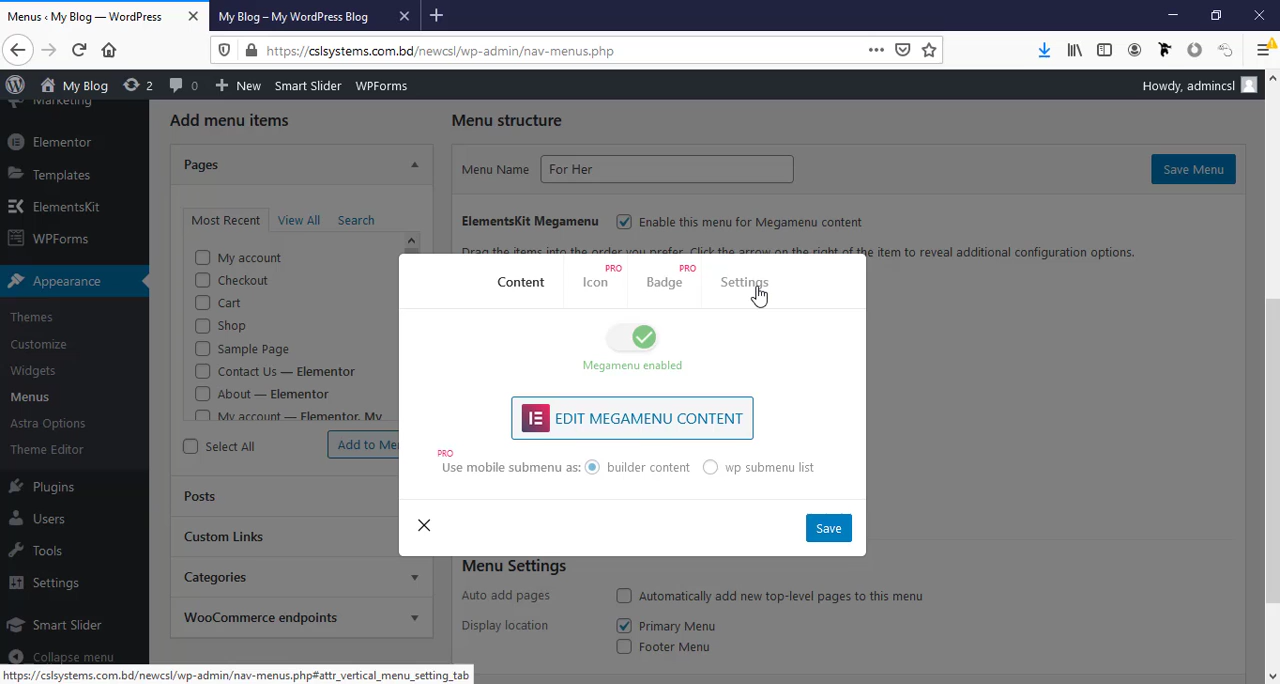 Menus ‹ My Blog — WordPress
My Blog – My WordPress Blog
https://cslsystems.com.bd/newcsl/wp-admin/nav-menus.php
My Blog
2
0
New
Smart Slider
WPForms
Howdy, admincsl
Marketing
Elementor
Templates
ElementsKit
WPForms
Appearance
Themes
Customize
Widgets
Menus
Astra Options
Theme Editor
Plugins
Users
Tools
Settings
Smart Slider
Collapse menu
Add menu items
Pages
Most Recent
View All
Search
My account
Checkout
Cart
Shop
Sample Page
Contact Us — Elementor
About — Elementor
My account — Elementor, My
Select All
Add to Me
Posts
Custom Links
Categories
WooCommerce endpoints
Menu structure
Menu Name
For Her
Save Menu
ElementsKit Megamenu
Enable this menu for Megamenu content
Drag the items into the order you prefer. Click the arrow on the right of the item to reveal additional configuration options.
Content
Icon
PRO
Badge
PRO
Settings
Megamenu enabled
EDIT MEGAMENU CONTENT
PRO
Use mobile submenu as:
builder content
wp submenu list
Save
Menu Settings
Auto add pages
Automatically add new top-level pages to this menu
Display location
Primary Menu
Footer Menu
https://cslsystems.com.bd/newcsl/wp-admin/nav-menus.php#attr_vertical_menu_setting_tab